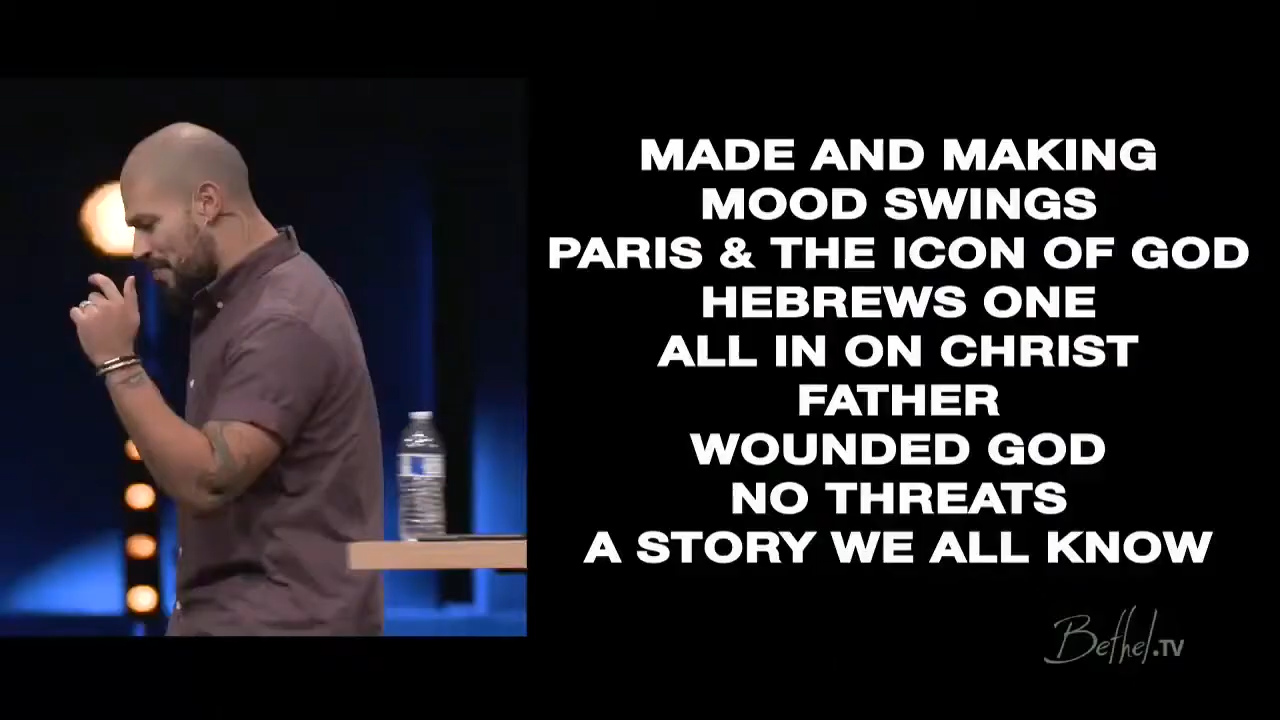 MADE AND MAKING
MOOD SWINGS
PARIS & THE ICON OF GOD
HEBREWS ONE
ALL IN ON CHRIST
FATHER
WOUNDED GOD
NO THREATS
A STORY WE ALL KNOW
Bethel.TV